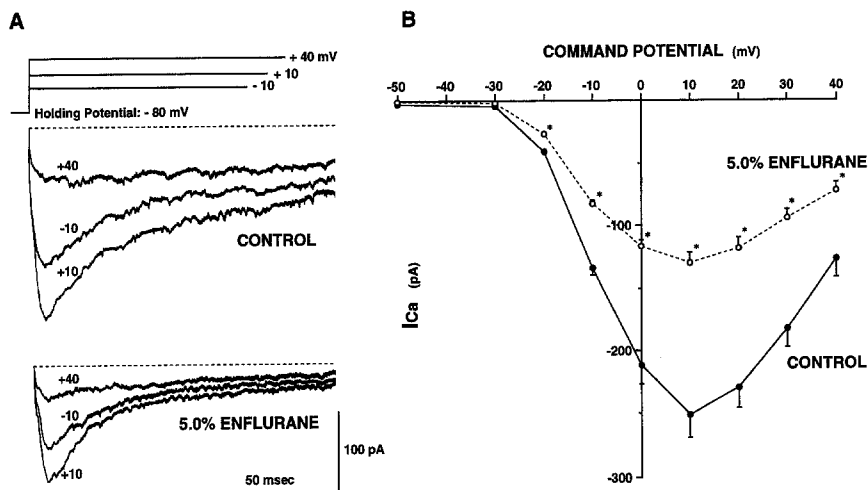 A
+ 40 mV
+ 10
- 10
Holding Potential: - 80 mV
+40
-10
+10
CONTROL
+40
-10
+10
5.0% ENFLURANE
100 pA
50 msec
B
COMMAND POTENTIAL (mV)
-50 -40 -30 -20 -10 0 10 20 30 40
* * * * * * *
5.0% ENFLURANE
-100
ICa (pA)
-200
CONTROL
-300